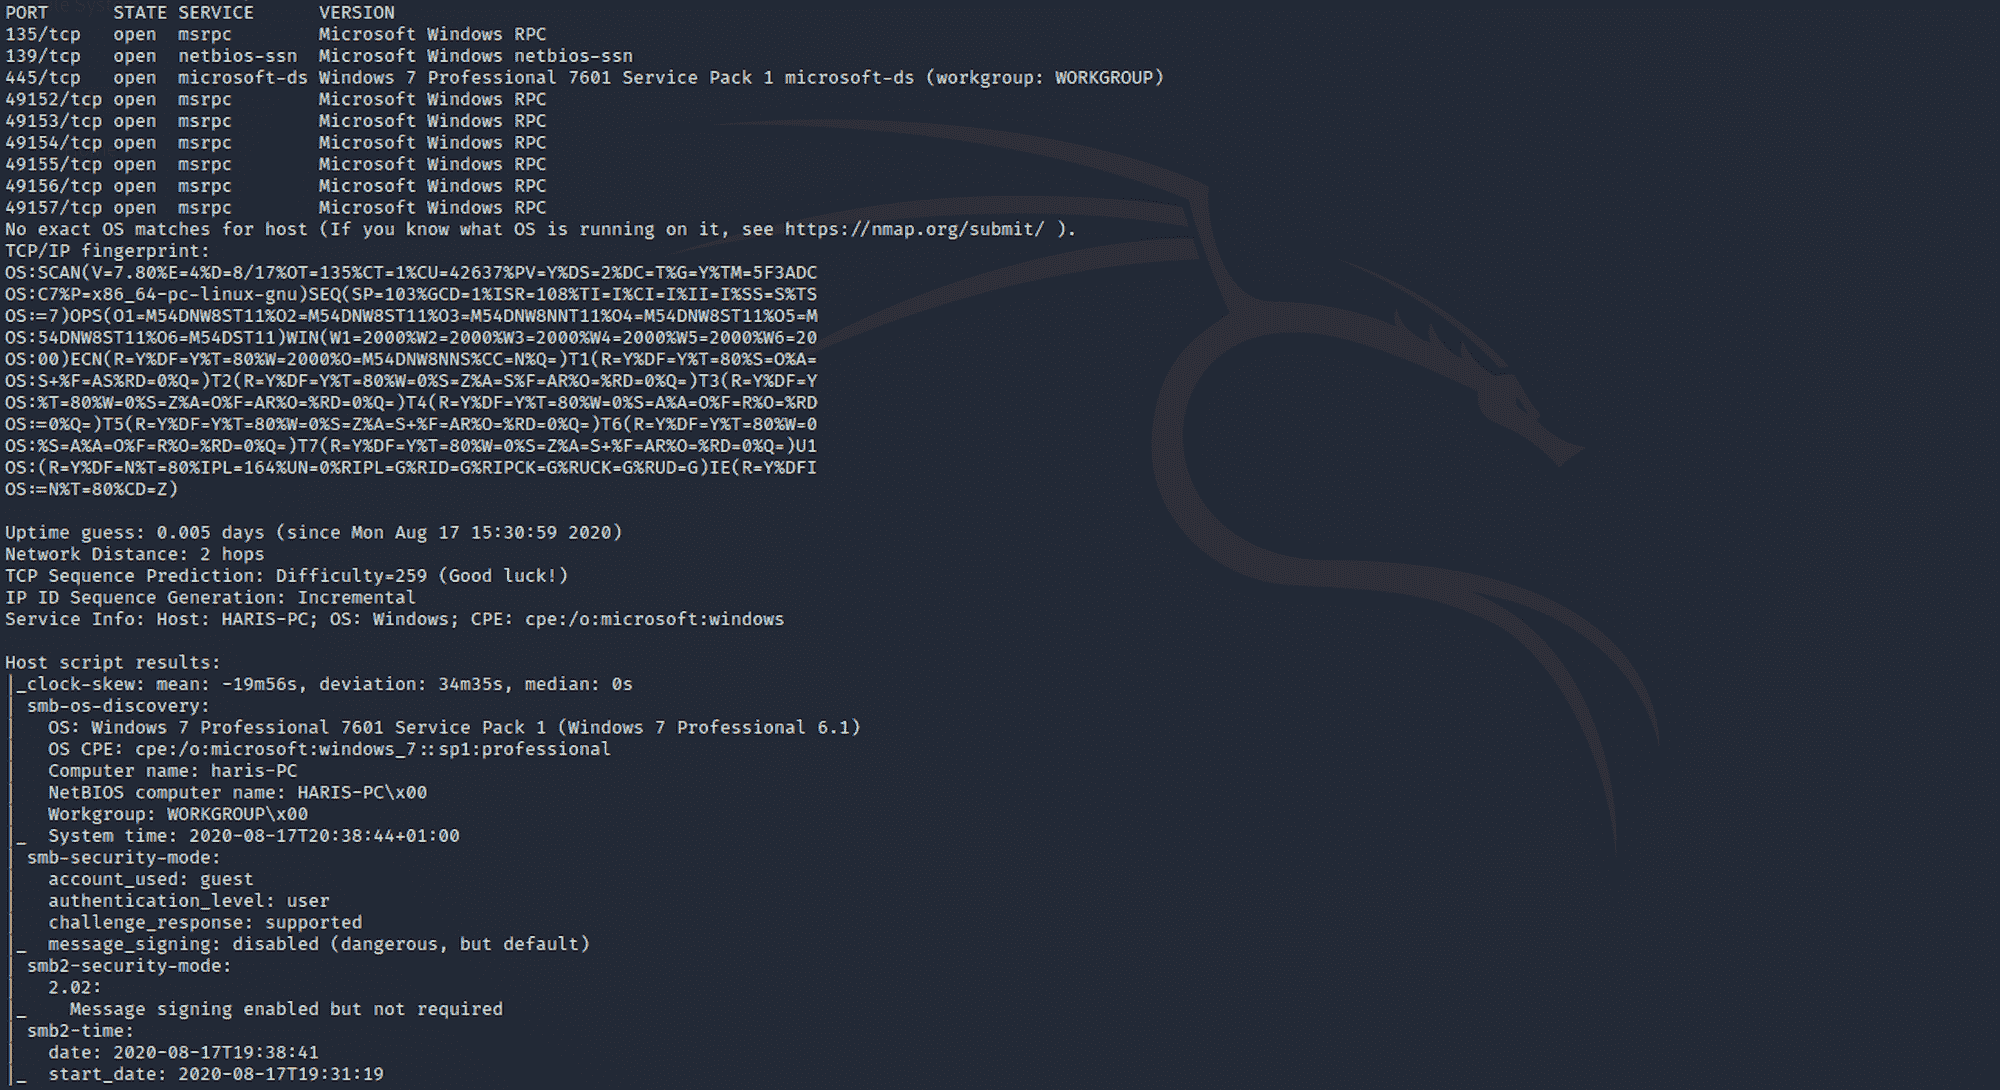 PORT      STATE SERVICE      VERSION
135/tcp   open  msrpc        Microsoft Windows RPC
139/tcp   open  netbios-ssn  Microsoft Windows netbios-ssn
445/tcp   open  microsoft-ds Windows 7 Professional 7601 Service Pack 1 microsoft-ds (workgroup: WORKGROUP)
49152/tcp open  msrpc        Microsoft Windows RPC
49153/tcp open  msrpc        Microsoft Windows RPC
49154/tcp open  msrpc        Microsoft Windows RPC
49155/tcp open  msrpc        Microsoft Windows RPC
49156/tcp open  msrpc        Microsoft Windows RPC
49157/tcp open  msrpc        Microsoft Windows RPC
No exact OS matches for host (If you know what OS is running on it, see https://nmap.org/submit/ ).
TCP/IP fingerprint:
OS:SCAN(V=7.80%E=4%D=8/17%OT=135%CT=1%CU=42637%PV=Y%DS=2%DC=T%G=Y%TM=5F3ADC
OS:C7%P=x86_64-pc-linux-gnu)SEQ(SP=103%GCD=1%ISR=108%TI=I%CI=I%II=I%SS=S%TS
OS:=7)OPS(O1=M54DNW8ST11%O2=M54DNW8ST11%O3=M54DNW8NNT11%O4=M54DNW8ST11%O5=M
OS:54DNW8ST11%O6=M54DST11)WIN(W1=2000%W2=2000%W3=2000%W4=2000%W5=2000%W6=20
OS:00)ECN(R=Y%DF=Y%T=80%W=2000%O=M54DNW8NNS%CC=N%Q=)T1(R=Y%DF=Y%T=80%S=O%A=
OS:S+%F=AS%RD=0%Q=)T2(R=Y%DF=Y%T=80%W=0%S=Z%A=S%F=AR%O=%RD=0%Q=)T3(R=Y%DF=Y
OS:%T=80%W=0%S=Z%A=O%F=AR%O=%RD=0%Q=)T4(R=Y%DF=Y%T=80%W=0%S=A%A=O%F=R%O=%RD
OS:=0%Q=)T5(R=Y%DF=Y%T=80%W=0%S=Z%A=S+%F=AR%O=%RD=0%Q=)T6(R=Y%DF=Y%T=80%W=0
OS:%S=A%A=O%F=R%O=%RD=0%Q=)T7(R=Y%DF=Y%T=80%W=0%S=Z%A=S+%F=AR%O=%RD=0%Q=)U1
OS:(R=Y%DF=N%T=80%IPL=164%UN=0%RIPL=G%RID=G%RIPCK=G%RUCK=G%RUD=G)IE(R=Y%DFI
OS:=N%T=80%CD=Z)
Uptime guess: 0.005 days (since Mon Aug 17 15:30:59 2020)
Network Distance: 2 hops
TCP Sequence Prediction: Difficulty=259 (Good luck!)
IP ID Sequence Generation: Incremental
Service Info: Host: HARIS-PC; OS: Windows; CPE: cpe:/o:microsoft:windows
Host script results:
|_clock-skew: mean: -19m56s, deviation: 34m35s, median: 0s
| smb-os-discovery:
|   OS: Windows 7 Professional 7601 Service Pack 1 (Windows 7 Professional 6.1)
|   OS CPE: cpe:/o:microsoft:windows_7::sp1:professional
|   Computer name: haris-PC
|   NetBIOS computer name: HARIS-PC\x00
|   Workgroup: WORKGROUP\x00
|_  System time: 2020-08-17T20:38:44+01:00
| smb-security-mode:
|   account_used: guest
|   authentication_level: user
|   challenge_response: supported
|_  message_signing: disabled (dangerous, but default)
| smb2-security-mode:
|   2.02:
|_    Message signing enabled but not required
| smb2-time:
|   date: 2020-08-17T19:38:41
|_  start_date: 2020-08-17T19:31:19